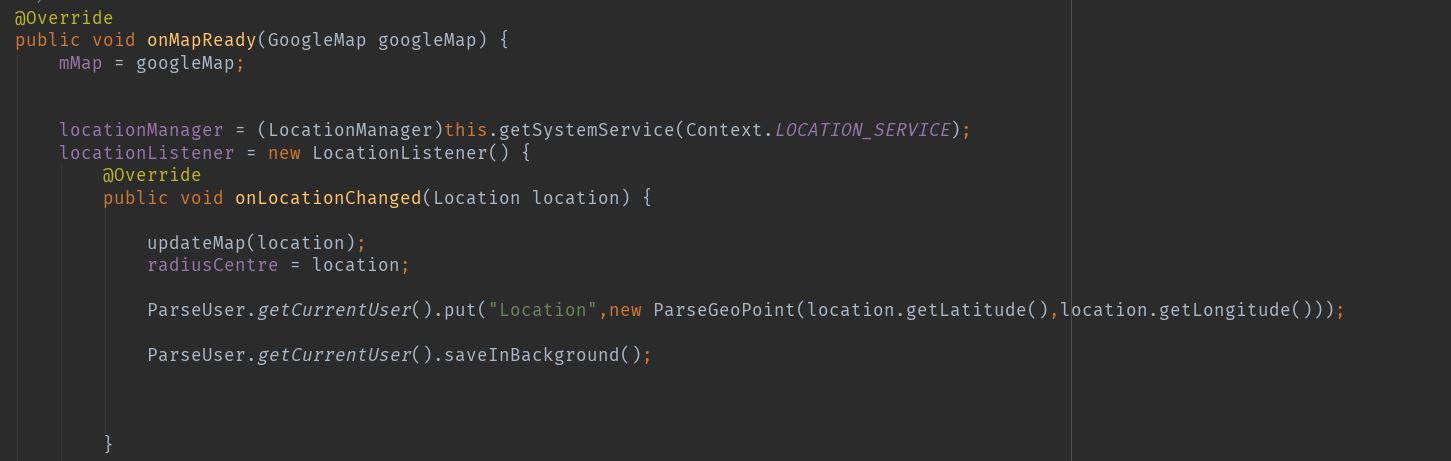 @Override
public void onMapReady(GoogleMap googleMap) {
    mMap = googleMap;
    locationManager = (LocationManager)this.getSystemService(Context.LOCATION_SERVICE);
    locationListener = new LocationListener() {
        @Override
        public void onLocationChanged(Location location) {
            updateMap(location);
            radiusCentre = location;
            ParseUser.getCurrentUser().put("Location",new ParseGeoPoint(location.getLatitude(),location.getLongitude()));
            ParseUser.getCurrentUser().saveInBackground();
        }